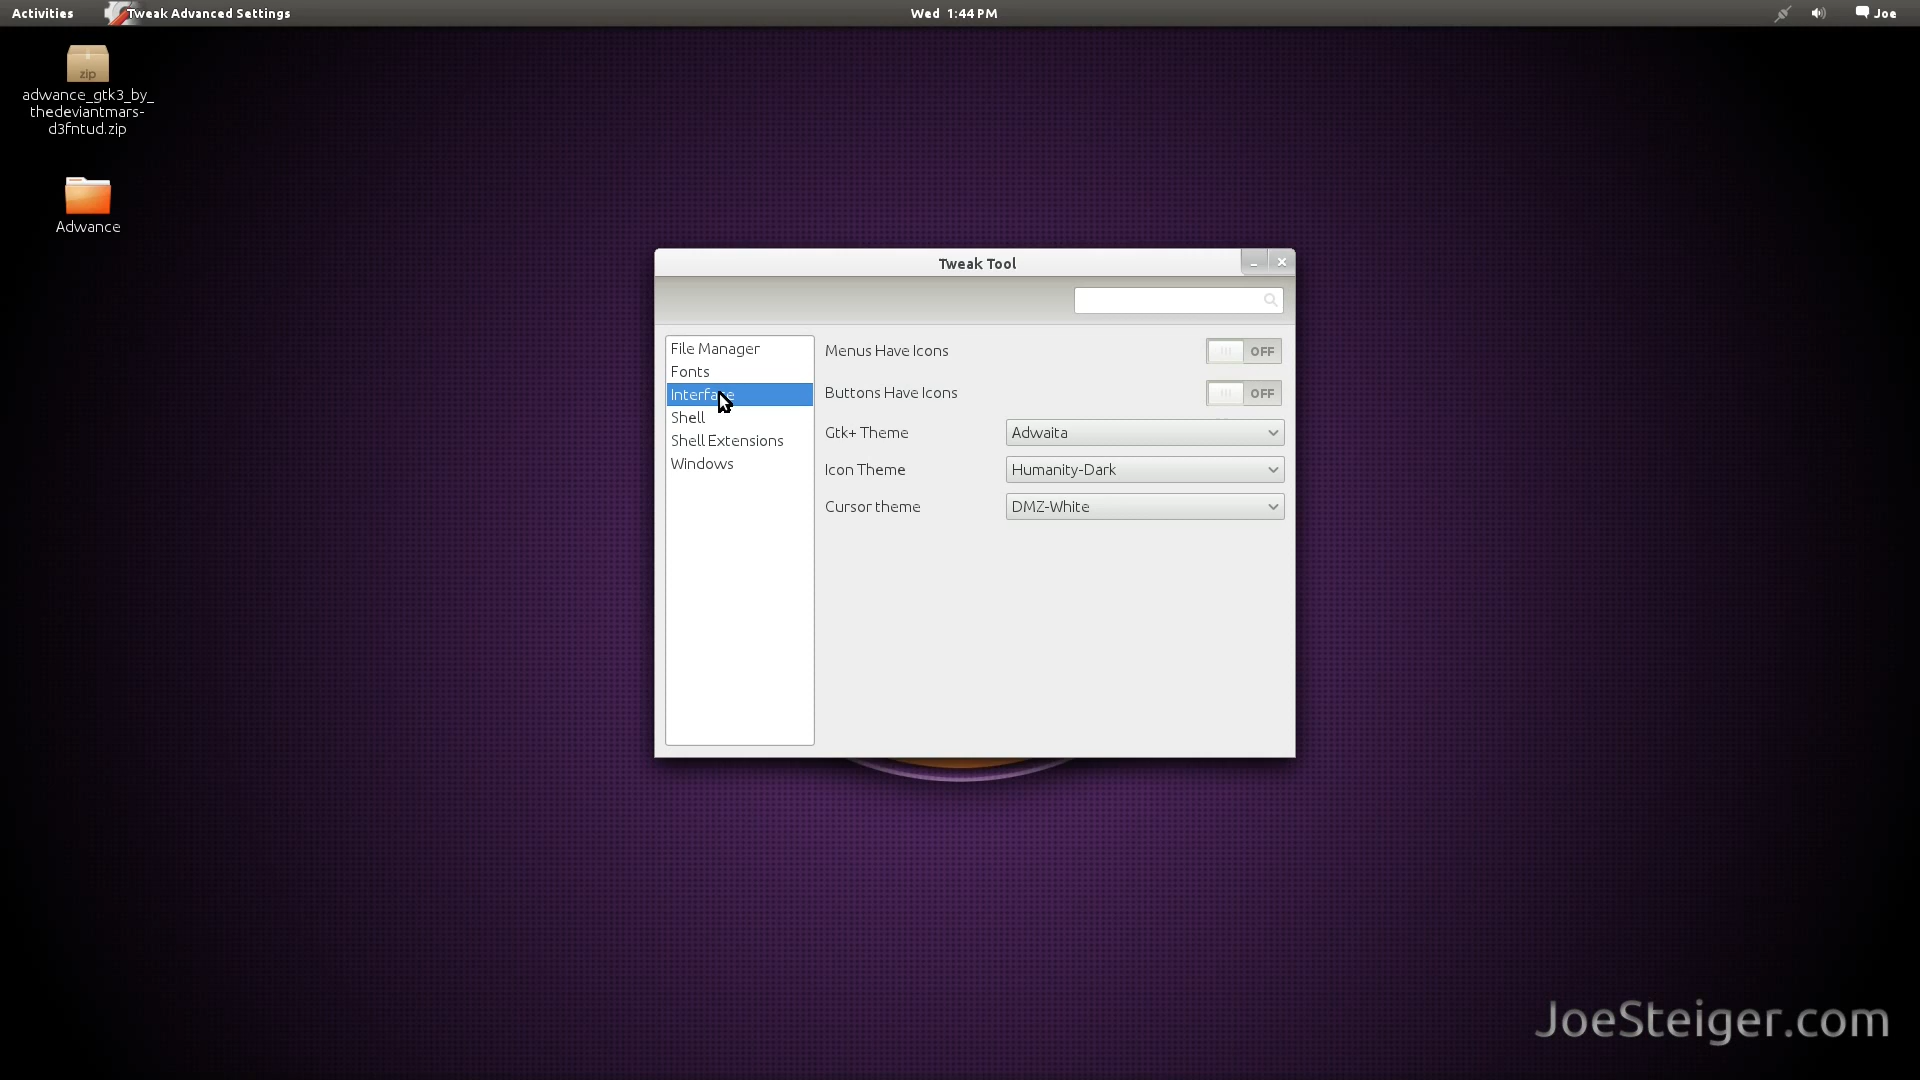 Activities
Tweak Advanced Settings
Wed 1:44 PM
Joe
zip
adwance_gtk3_by_
thedeviantmars-
d3fntud.zip
Adwance
Tweak Tool
File Manager
Fonts
Interface
Shell
Shell Extensions
Windows
Menus Have Icons
OFF
Buttons Have Icons
OFF
Gtk+ Theme
Adwaita
Icon Theme
Humanity-Dark
Cursor theme
DMZ-White
JoeSteiger.com